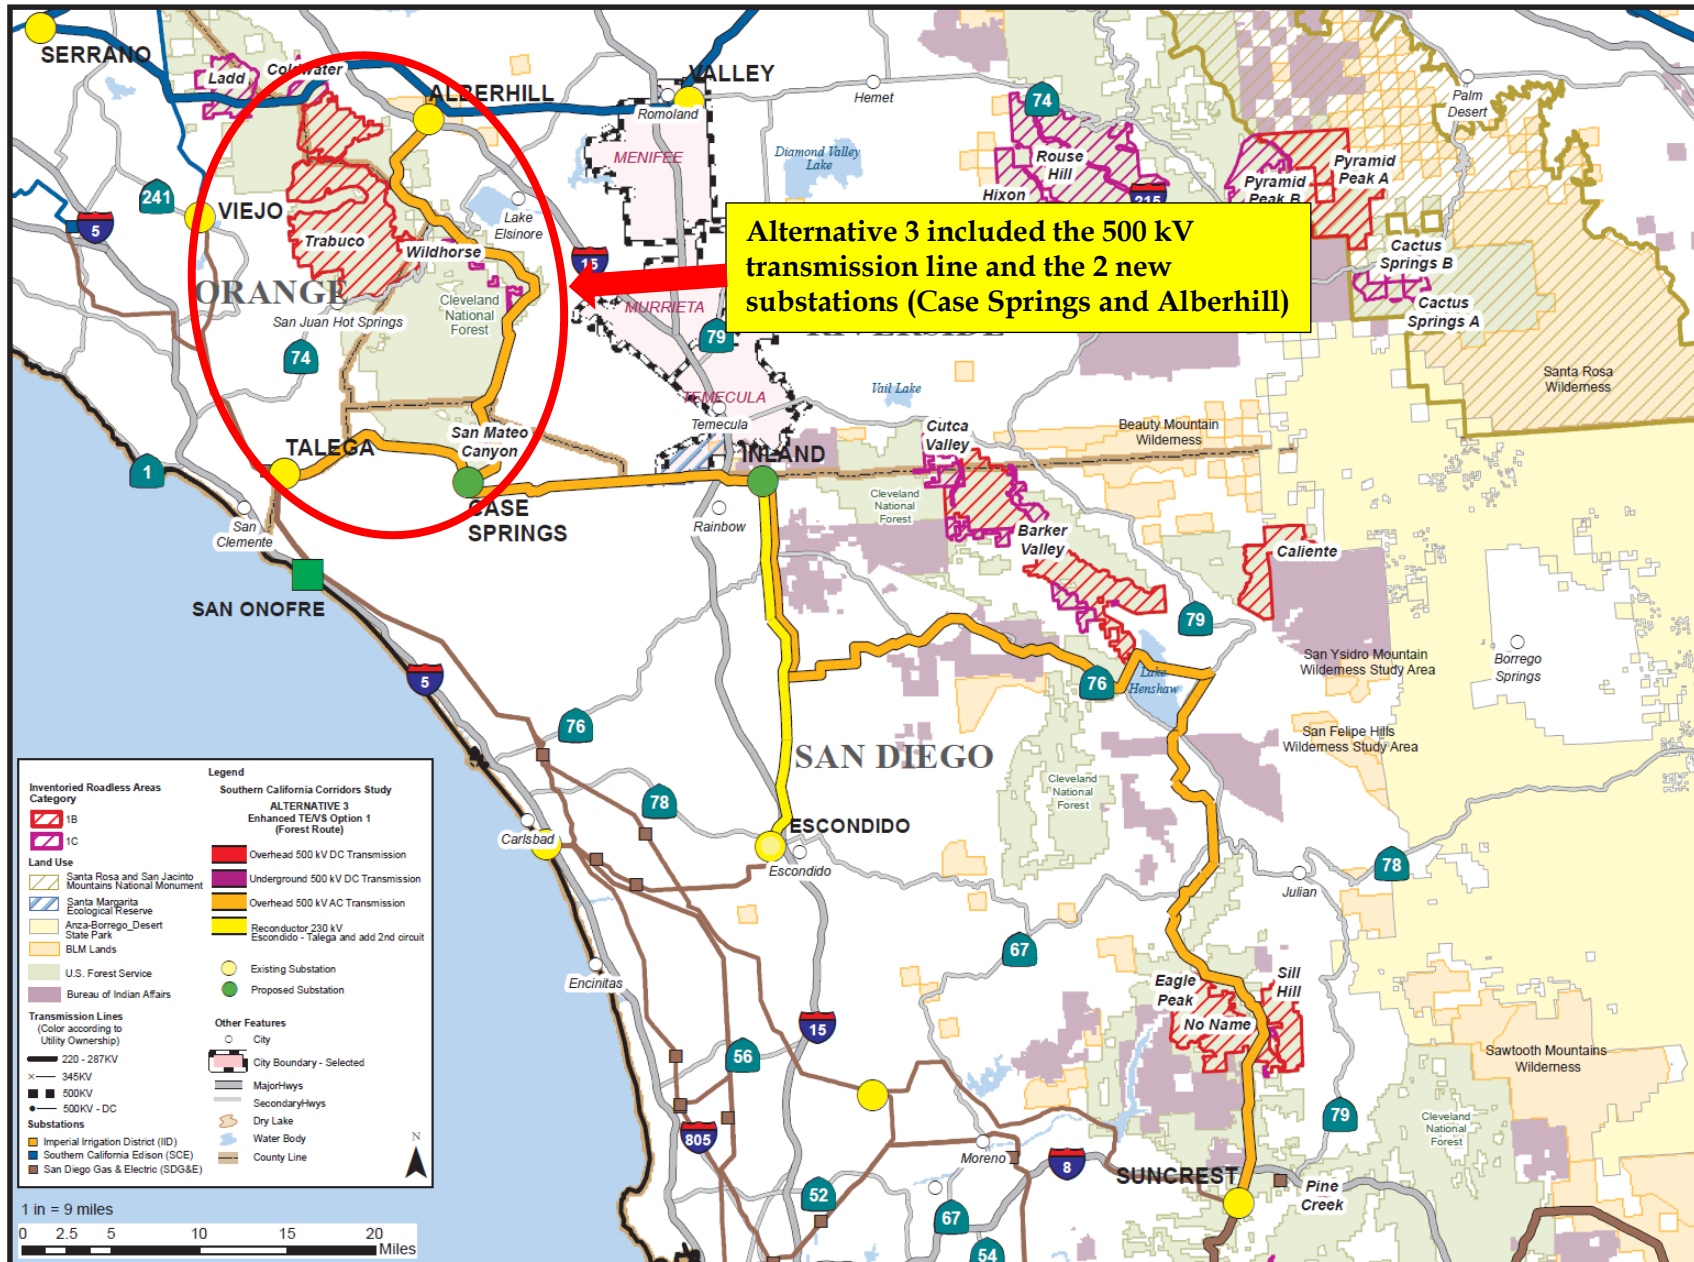 SERRANO
Ladd
Coldwater
ALBERHILL
VALLEY
Romoland
Hemet
74
Palm
Desert
MENIFEE
Diamond Valley
Lake
Rouse
Hill
Hixon
215
Pyramid
Peak A
Pyramid
Peak B
241
5
VIEJO
Trabuco
Wildhorse
Lake
Elsinore
15
Alternative 3 included the 500 kV
transmission line and the 2 new
substations (Case Springs and Alberhill)
Cactus
Springs B
Cactus
Springs A
ORANGE
San Juan Hot Springs
Cleveland
National
Forest
MURRIETA
79
RIVERSIDE
74
Santa Rosa
Wilderness
Vail Lake
TEMECULA
Temecula
Cutca
Valley
Beauty Mountain
Wilderness
San Mateo
Canyon
TALEGA
INLAND
1
CASE
SPRINGS
Cleveland
National
Forest
Rainbow
San
Clemente
Barker
Valley
Caliente
SAN ONOFRE
79
San Ysidro Mountain
Wilderness Study Area
Borrego
Springs
5
76
Lake
Henshaw
76
San Felipe Hills
Wilderness Study Area
SAN DIEGO
Cleveland
National
Forest
78
ESCONDIDO
Escondido
Carlsbad
78
Julian
67
Encinitas
Eagle
Peak
Sill
Hill
No Name
15
56
Sawtooth Mountains
Wilderness
79
Cleveland
National
Forest
805
Moreno
8
SUNCREST
Pine
Creek
52
67
54
Legend
Inventoried Roadless Areas
Category
1B
1C
Land Use
Santa Rosa and San Jacinto
Mountains National Monument
Santa Margarita
Ecological Reserve
Anza-Borrego_Desert
State Park
BLM Lands
U.S. Forest Service
Bureau of Indian Affairs
Transmission Lines
(Color according to
Utility Ownership)
220 - 287KV
345KV
500KV
500KV - DC
Substations
Imperial Irrigation District (IID)
Southern California Edison (SCE)
San Diego Gas & Electric (SDG&E)
Southern California Corridors Study
ALTERNATIVE 3
Enhanced TE/VS Option 1
(Forest Route)
Overhead 500 kV DC Transmission
Underground 500 kV DC Transmission
Overhead 500 kV AC Transmission
Reconductor 230 kV
Escondido - Talega and add 2nd circuit
Existing Substation
Proposed Substation
Other Features
City
City Boundary - Selected
MajorHwys
SecondaryHwys
Dry Lake
Water Body
County Line
N
1 in = 9 miles
0 2.5 5 10 15 20
Miles